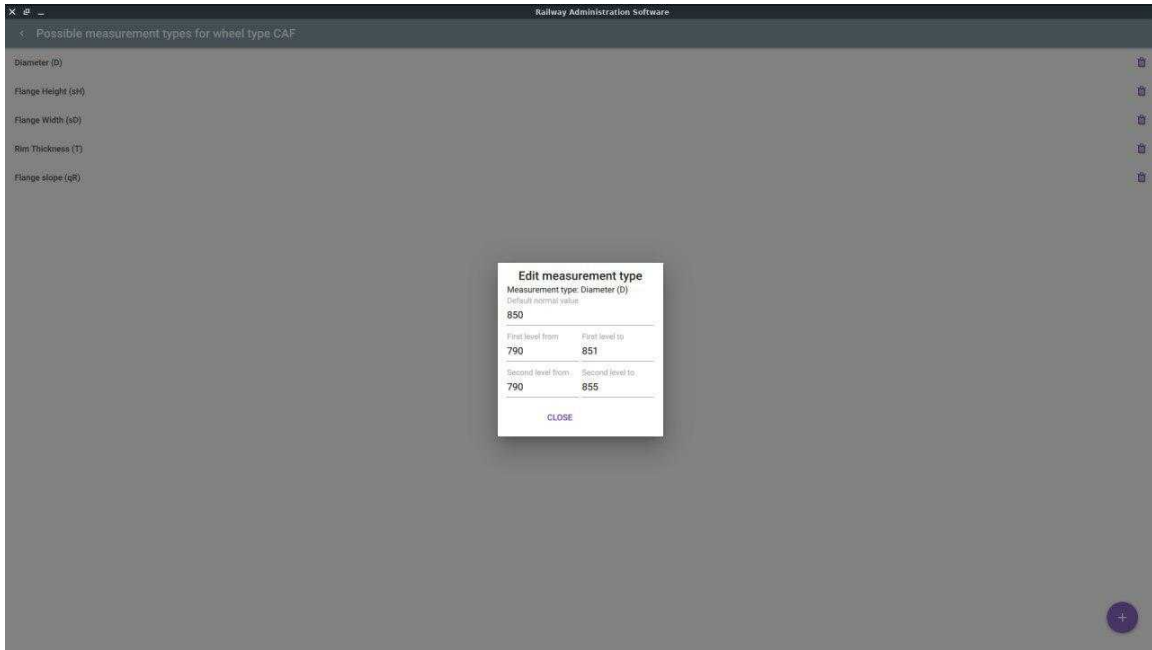 Railway Administration Software
Possible measurement types for wheel type CAF
Diameter (D)
Flange Height (sH)
Flange Width (sD)
Rim Thickness (T)
Flange slope (qR)
Edit measurement type
Measurement type: Diameter (D)
Default normal value
850
First level from First level to
790 851
Second level from Second level to
790 855
CLOSE